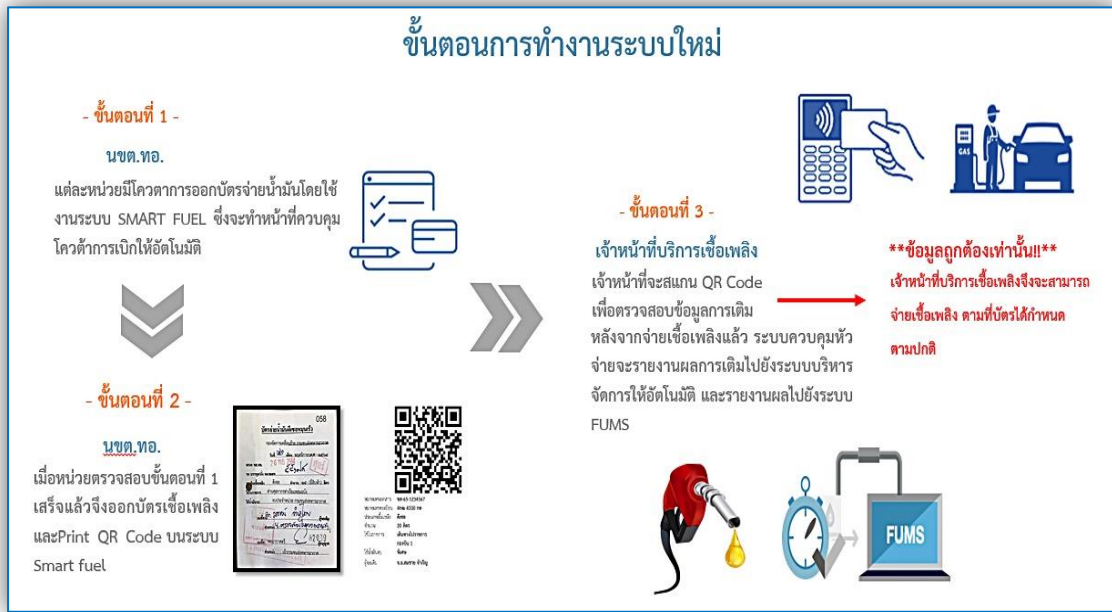 ขั้นตอนการทำงานระบบใหม่
- ขั้นตอนที่ 1 -
นขต.ทอ.
แต่ละหน่วยมีโควตาการออกบัตรจ่ายน้ำมันโดยใช้
งานระบบ SMART FUEL ซึ่งจะทำหน้าที่ควบคุม
โควต้าการเบิกให้อัตโนมัติ
- ขั้นตอนที่ 2 -
นขต.ทอ.
เมื่อหน่วยตรวจสอบขั้นตอนที่ 1
เสร็จแล้วจึงออกบัตรเชื้อเพลิง
และPrint QR Code บนระบบ
Smart fuel
058
- ขั้นตอนที่ 3 -
เจ้าหน้าที่บริการเชื้อเพลิง
เจ้าหน้าที่จะสแกน QR Code
เพื่อตรวจสอบข้อมูลการเติม
หลังจากจ่ายเชื้อเพลิงแล้ว ระบบควบคุมหัว
จ่ายจะรายงานผลการเติมไปยังระบบบริหาร
จัดการให้อัตโนมัติ และรายงานผลไปยังระบบ
FUMS
GAS
**ข้อมูลถูกต้องเท่านั้น!!**
เจ้าหน้าที่บริการเชื้อเพลิงจึงจะสามารถ
จ่ายเชื้อเพลิง ตามที่บัตรได้กำหนด
ตามปกติ
FUMS